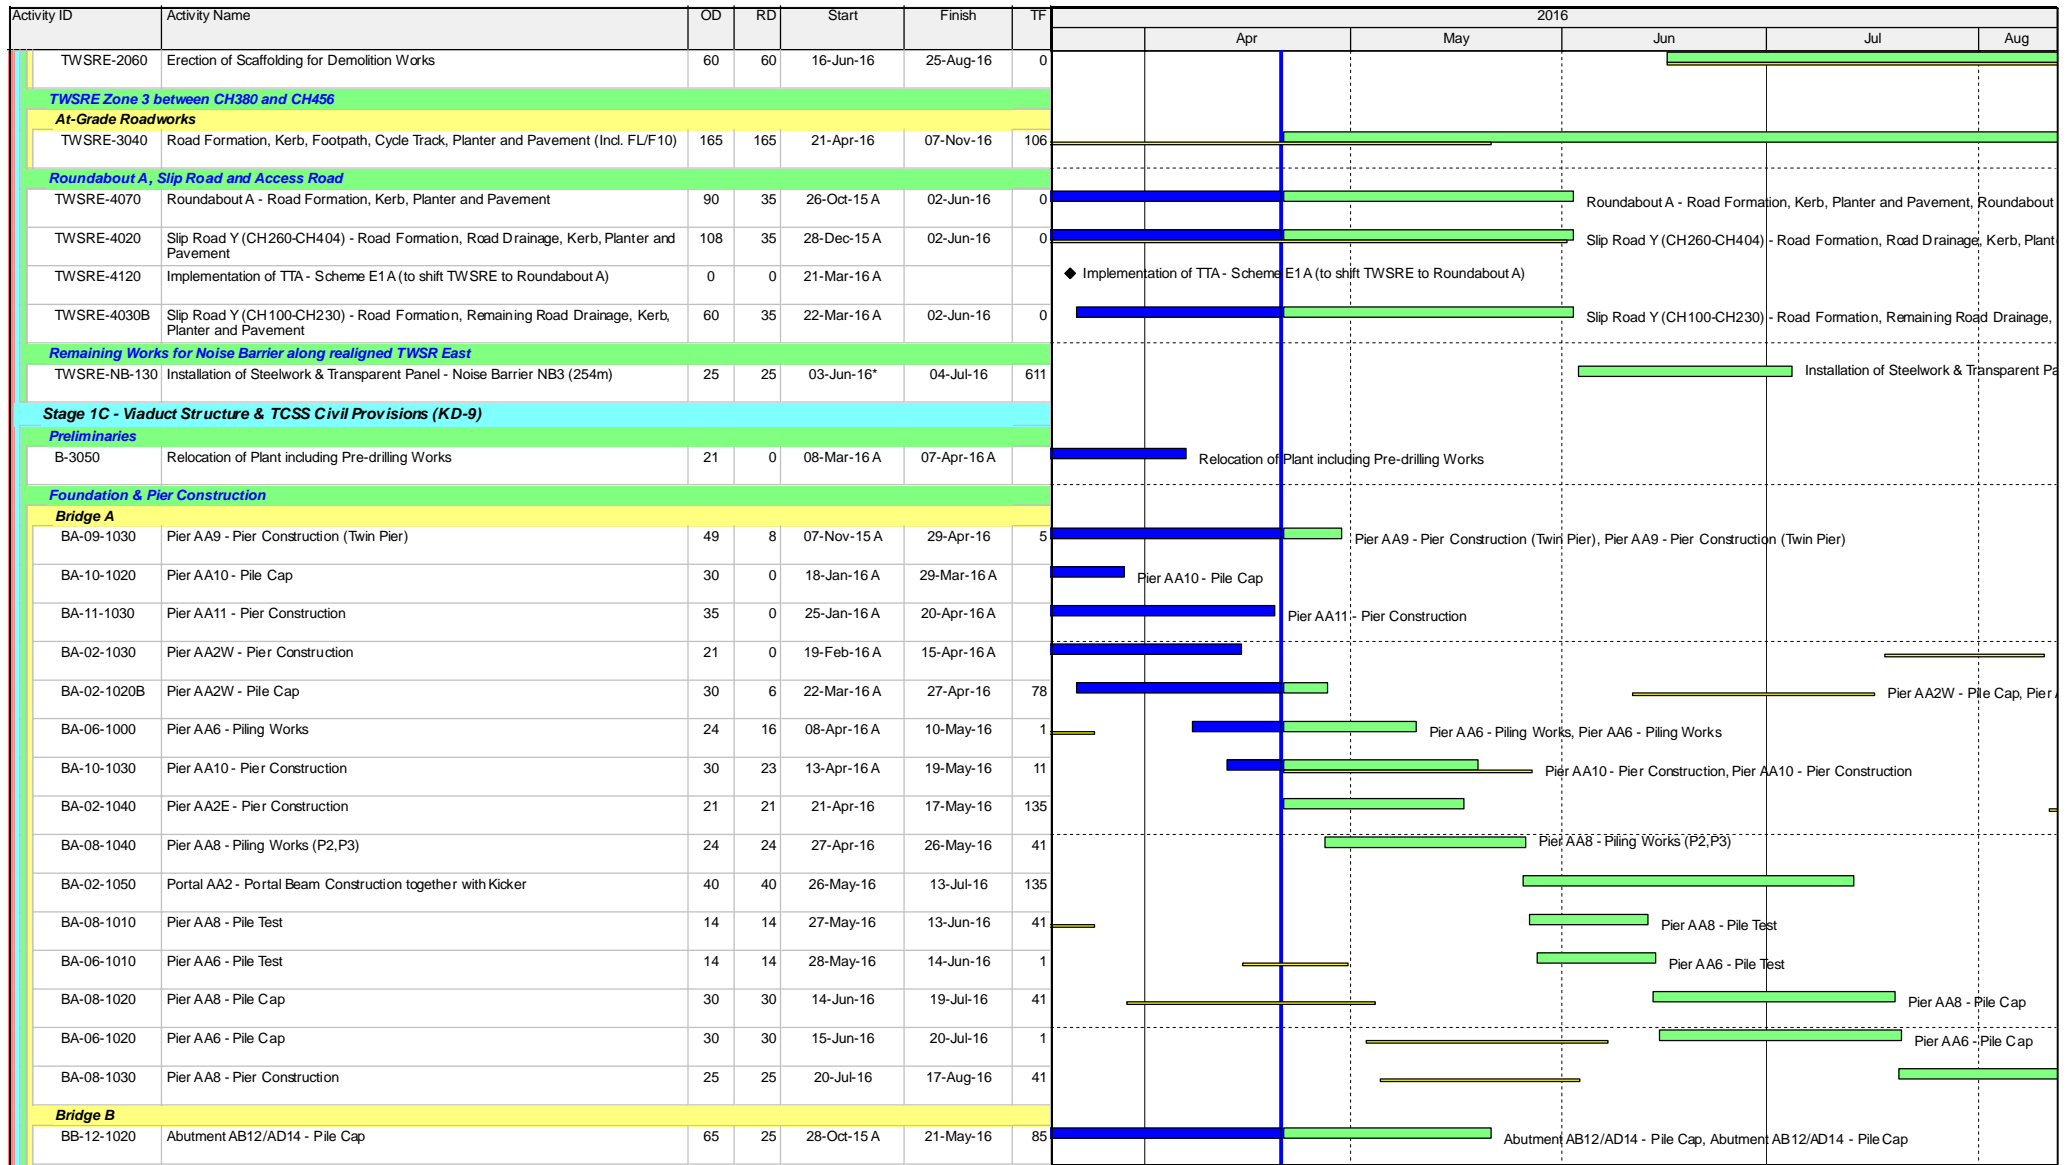 Activity ID Activity Name OD RD Start Finish TF 2016
Apr May Jun Jul Aug
TWSRE-2060 Erection of Scaffolding for Demolition Works 60 60 16-Jun-16 25-Aug-16 0
TWSRE Zone 3 between CH380 and CH456
At-Grade Roadworks
TWSRE-3040 Road Formation, Kerb, Footpath, Cycle Track, Planter and Pavement (Incl. FL/F10) 165 165 21-Apr-16 07-Nov-16 106
Roundabout A, Slip Road and Access Road
TWSRE-4070 Roundabout A - Road Formation, Kerb, Planter and Pavement 90 35 26-Oct-15 A 02-Jun-16 0 Roundabout A - Road Formation, Kerb, Planter and Pavement, Roundabout
TWSRE-4020 Slip Road Y (CH260-CH404) - Road Formation, Road Drainage, Kerb, Planter and 108 35 28-Dec-15 A 02-Jun-16 0 Slip Road Y (CH260-CH404) - Road Formation, Road Drainage, Kerb, Plant
Pavement
TWSRE-4120 Implementation of TTA - Scheme E1A (to shift TWSRE to Roundabout A) 0 0 21-Mar-16 A Implementation of TTA - Scheme E1A (to shift TWSRE to Roundabout A)
TWSRE-4030B Slip Road Y (CH100-CH230) - Road Formation, Remaining Road Drainage, Kerb, 60 35 22-Mar-16 A 02-Jun-16 0 Slip Road Y (CH100-CH230) - Road Formation, Remaining Road Drainage,
Planter and Pavement
Remaining Works for Noise Barrier along realigned TWSR East
TWSRE-NB-130 Installation of Steelwork & Transparent Panel - Noise Barrier NB3 (254m) 25 25 03-Jun-16* 04-Jul-16 611 Installation of Steelwork & Transparent Pa
Stage 1C - Viaduct Structure & TCSS Civil Provisions (KD-9)
Preliminaries
B-3050 Relocation of Plant including Pre-drilling Works 21 0 08-Mar-16 A 07-Apr-16 A Relocation of Plant including Pre-drilling Works
Foundation & Pier Construction
Bridge A
BA-09-1030 Pier AA9 - Pier Construction (Twin Pier) 49 8 07-Nov-15 A 29-Apr-16 5 Pier AA9 - Pier Construction (Twin Pier), Pier AA9 - Pier Construction (Twin Pier)
BA-10-1020 Pier AA10 - Pile Cap 30 0 18-Jan-16 A 29-Mar-16 A Pier AA10 - Pile Cap
BA-11-1030 Pier AA11 - Pier Construction 35 0 25-Jan-16 A 20-Apr-16 A Pier AA11 - Pier Construction
BA-02-1030 Pier AA2W - Pier Construction 21 0 19-Feb-16 A 15-Apr-16 A
BA-02-1020B Pier AA2W - Pile Cap 30 6 22-Mar-16 A 27-Apr-16 78 Pier AA2W - Pile Cap, Pier
BA-06-1000 Pier AA6 - Piling Works 24 16 08-Apr-16 A 10-May-16 1 Pier AA6 - Piling Works, Pier AA6 - Piling Works
BA-10-1030 Pier AA10 - Pier Construction 30 23 13-Apr-16 A 19-May-16 11 Pier AA10 - Pier Construction, Pier AA10 - Pier Construction
BA-02-1040 Pier AA2E - Pier Construction 21 21 21-Apr-16 17-May-16 135
BA-08-1040 Pier AA8 - Piling Works (P2,P3) 24 24 27-Apr-16 26-May-16 41 Pier AA8 - Piling Works (P2,P3)
BA-02-1050 Portal AA2 - Portal Beam Construction together with Kicker 40 40 26-May-16 13-Jul-16 135
BA-08-1010 Pier AA8 - Pile Test 14 14 27-May-16 13-Jun-16 41 Pier AA8 - Pile Test
BA-06-1010 Pier AA6 - Pile Test 14 14 28-May-16 14-Jun-16 1 Pier AA6 - Pile Test
BA-08-1020 Pier AA8 - Pile Cap 30 30 14-Jun-16 19-Jul-16 41 Pier AA8 - Pile Cap
BA-06-1020 Pier AA6 - Pile Cap 30 30 15-Jun-16 20-Jul-16 1 Pier AA6 - Pile Cap
BA-08-1030 Pier AA8 - Pier Construction 25 25 20-Jul-16 17-Aug-16 41
Bridge B
BB-12-1020 Abutment AB12/AD14 - Pile Cap 65 25 28-Oct-15 A 21-May-16 85 Abutment AB12/AD14 - Pile Cap, Abutment AB12/AD14 - Pile Cap